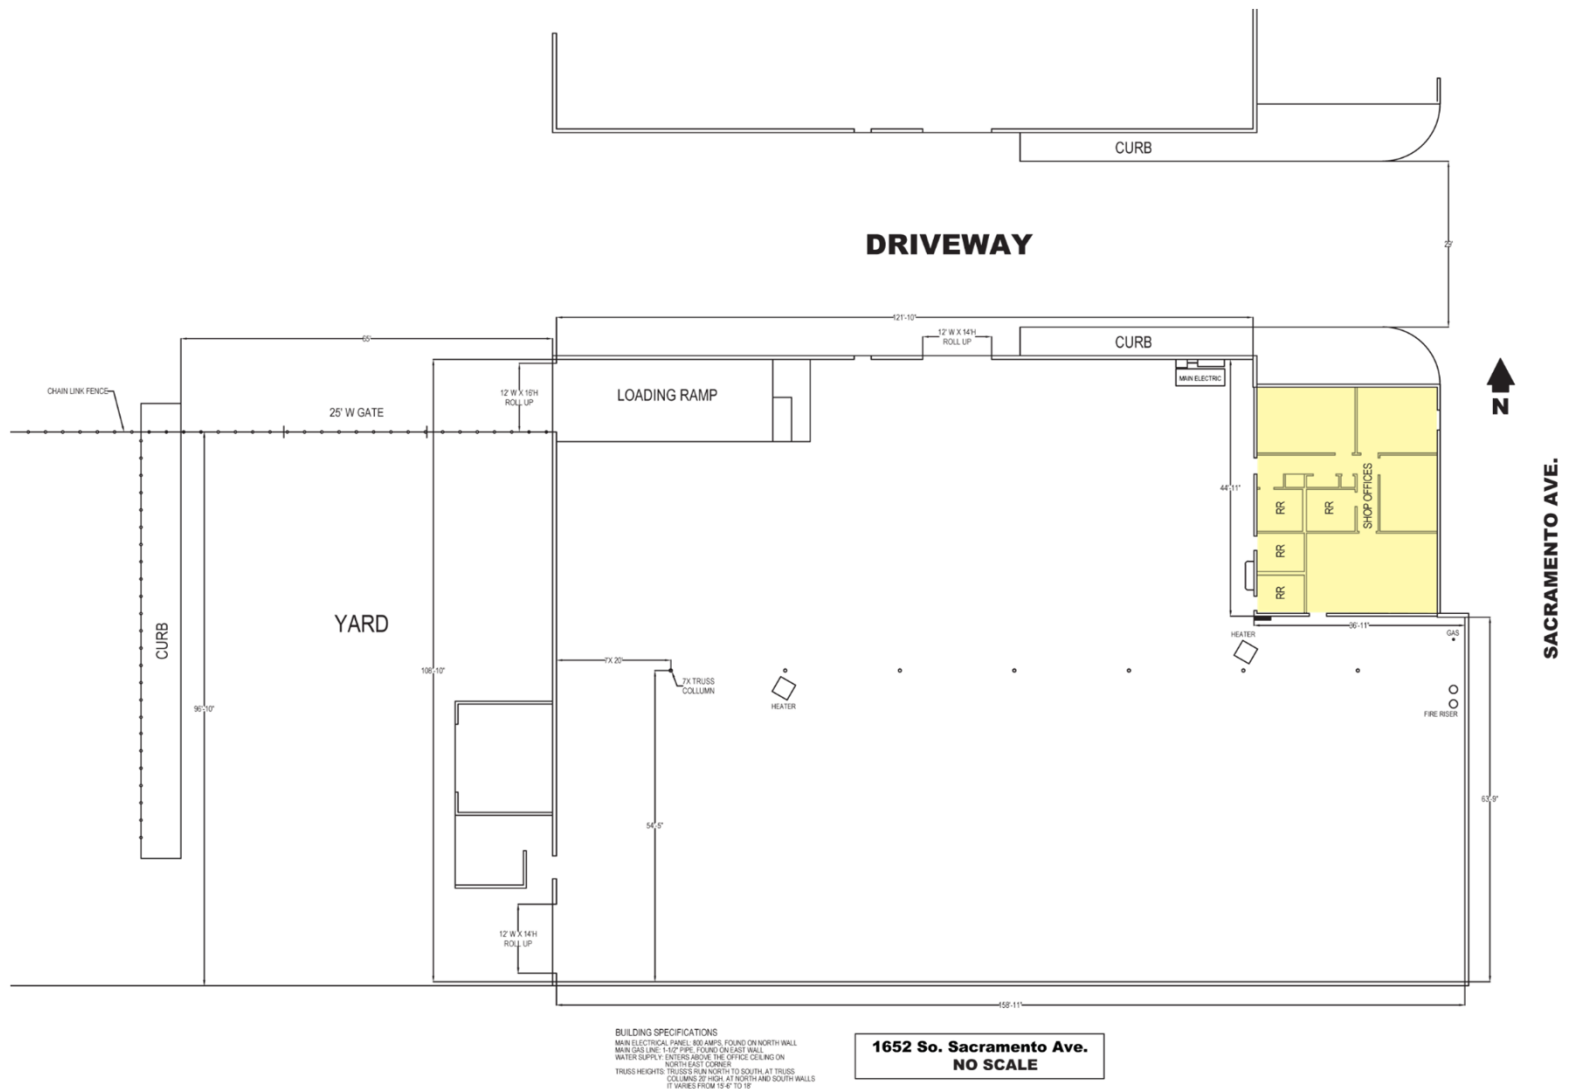 CURB
DRIVEWAY
25'
121'-10"
12' W X 14'H
ROLL UP
CURB
65'
CHAIN LINK FENCE
25' W GATE
12' W X 16'H
ROLL UP
LOADING RAMP
MAIN ELECTRIC
N
SACRAMENTO AVE.
44'-11"
SHOP OFFICES
RR
RR
RR
RR
CURB
YARD
108'-10"
96'-10"
7X 20'
7X TRUSS
COLLUMN
HEATER
HEATER
36'-11"
GAS
FIRE RISER
54'-5"
63'-9"
12' W X 14'H
ROLL UP
158'-11"
BUILDING SPECIFICATIONS
MAIN ELECTRICAL PANEL: 800 AMPS, FOUND ON NORTH WALL
MAIN GAS LINE: 1-1/2" PIPE, FOUND ON EAST WALL
WATER SUPPLY: ENTERS ABOVE THE OFFICE CEILING ON
NORTH EAST CORNER
TRUSS HEIGHTS: TRUSS'S RUN NORTH TO SOUTH, AT TRUSS
COLUMNS 20' HIGH, AT NORTH AND SOUTH WALLS
IT VARIES FROM 15'-6" TO 18'
1652 So. Sacramento Ave.
NO SCALE